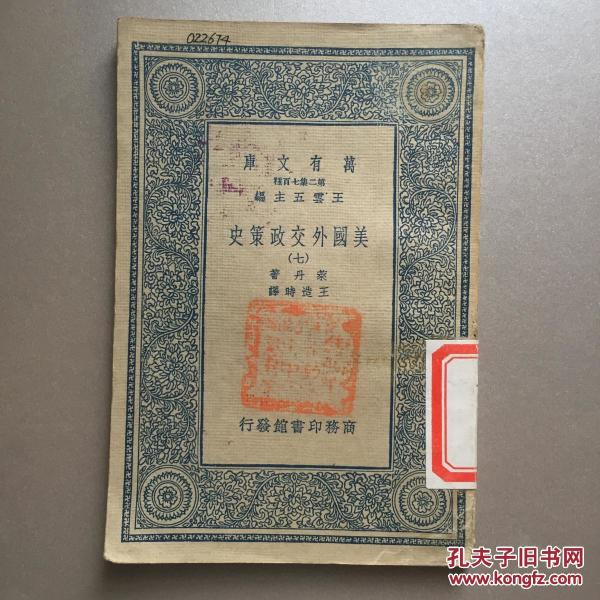 022674
庫文有萬
種百七集二第
編主五雲王
史策政交外國美
(七)
著丹蒙
譯時造王
行發館書印務商
孔夫子旧书网
www.kongfz.com